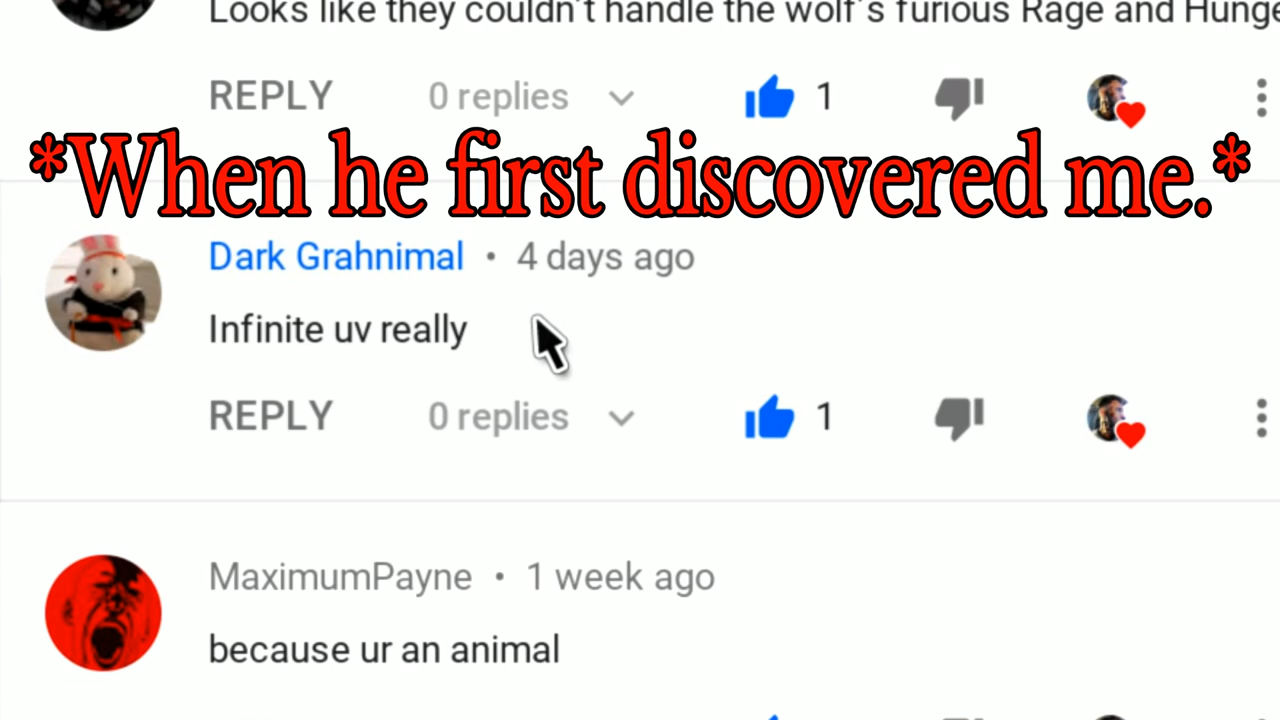 Looks like they couldn't handle the wolf's furious Rage and Hunge
REPLY 0 replies 1
*When he first discovered me.*
Dark Grahnimal • 4 days ago
Infinite uv really
REPLY 0 replies 1
MaximumPayne • 1 week ago
because ur an animal